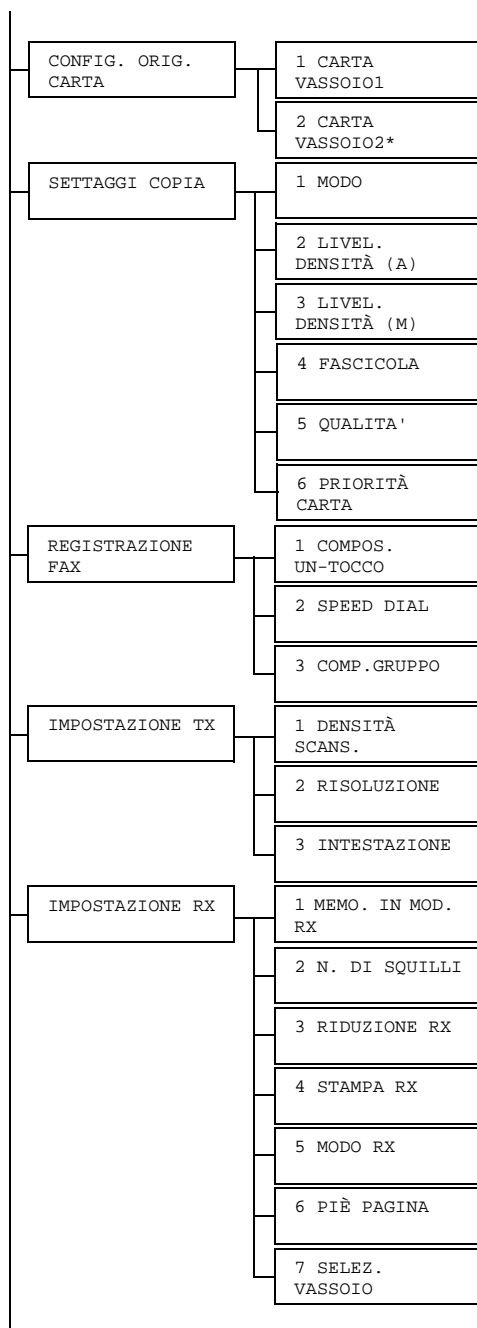 CONFIG. ORIG.
CARTA
1 CARTA
VASSOIO1
2 CARTA
VASSOIO2*
SETTAGGI COPIA
1 MODO
2 LIVEL.
DENSITÀ (A)
3 LIVEL.
DENSITÀ (M)
4 FASCICOLA
5 QUALITA'
6 PRIORITÀ
CARTA
REGISTRAZIONE
FAX
1 COMPOS.
UN-TOCCO
2 SPEED DIAL
3 COMP.GRUPPO
IMPOSTAZIONE TX
1 DENSITÀ
SCANS.
2 RISOLUZIONE
3 INTESTAZIONE
IMPOSTAZIONE RX
1 MEMO. IN MOD.
RX
2 N. DI SQUILLI
3 RIDUZIONE RX
4 STAMPA RX
5 MODO RX
6 PIÈ PAGINA
7 SELEZ.
VASSOIO